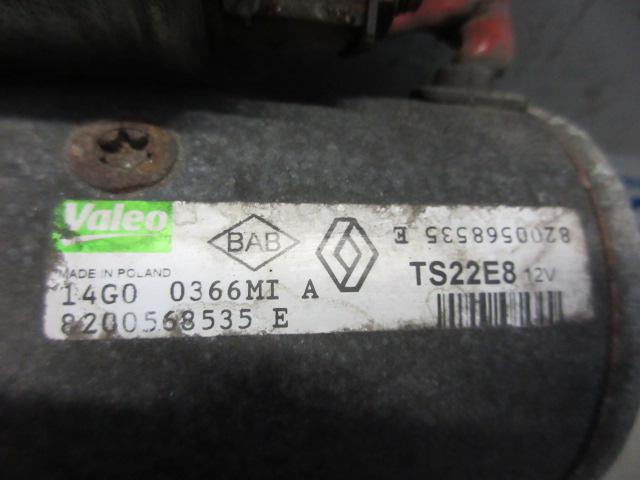 Valeo
BAB
8200568535 E
MADE IN POLAND
TS22E8 12V
14G0 0366MI A
8200568535 E